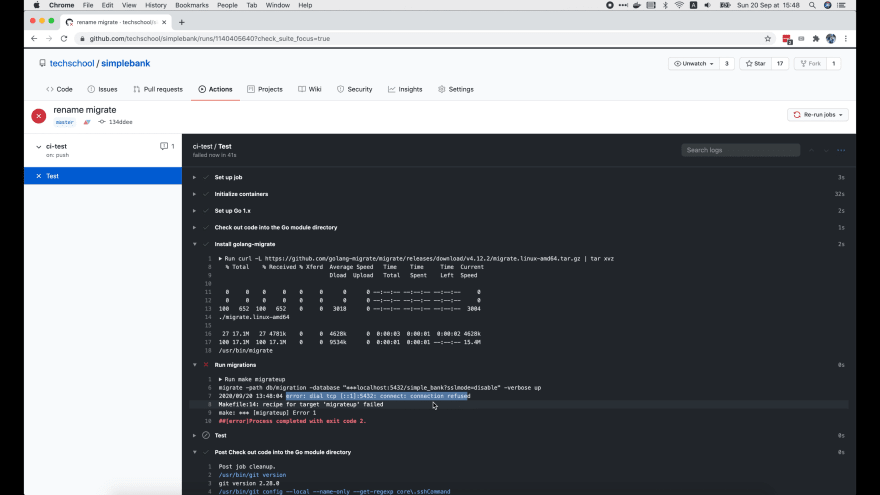 Chrome File Edit View History Bookmarks People Tab Window Help
Sun 20 Sep at 15:48
rename migrate · techschool/si
github.com/techschool/simplebank/runs/1140405640?check_suite_focus=true
techschool / simplebank
Unwatch 3 Star 17 Fork 1
Code Issues Pull requests Actions Projects Wiki Security Insights Settings
rename migrate
master 134ddee
Re-run jobs
ci-test 1
on: push
Test
ci-test / Test
failed now in 41s
Search logs
Set up job 3s
Initialize containers 32s
Set up Go 1.x 2s
Check out code into the Go module directory 1s
Install golang-migrate 2s
1 Run curl -L https://github.com/golang-migrate/migrate/releases/download/v4.12.2/migrate.linux-amd64.tar.gz | tar xvz
8 % Total % Received % Xferd Average Speed Time Time Time Current
9 Dload Upload Total Spent Left Speed
10
11 0 0 0 0 0 0 0 0 --:--:-- --:--:-- --:--:-- 0
12 0 0 0 0 0 0 0 0 --:--:-- --:--:-- --:--:-- 0
13 100 652 100 652 0 0 3018 0 --:--:-- --:--:-- --:--:-- 3004
14 ./migrate.linux-amd64
15
16 27 17.1M 27 4781k 0 0 4628k 0 0:00:03 0:00:01 0:00:02 4628k
17 100 17.1M 100 17.1M 0 0 9534k 0 0:00:01 0:00:01 --:--:-- 15.4M
18 /usr/bin/migrate
Run migrations 0s
1 Run make migrateup
6 migrate -path db/migration -database "***localhost:5432/simple_bank?sslmode=disable" -verbose up
7 2020/09/20 13:48:04 error: dial tcp [::1]:5432: connect: connection refused
8 Makefile:14: recipe for target 'migrateup' failed
9 make: *** [migrateup] Error 1
10 ##[error]Process completed with exit code 2.
Test 0s
Post Check out code into the Go module directory 0s
1 Post job cleanup.
2 /usr/bin/git version
3 git version 2.28.0
4 /usr/bin/git config --local --name-only --get-regexp core\.sshCommand